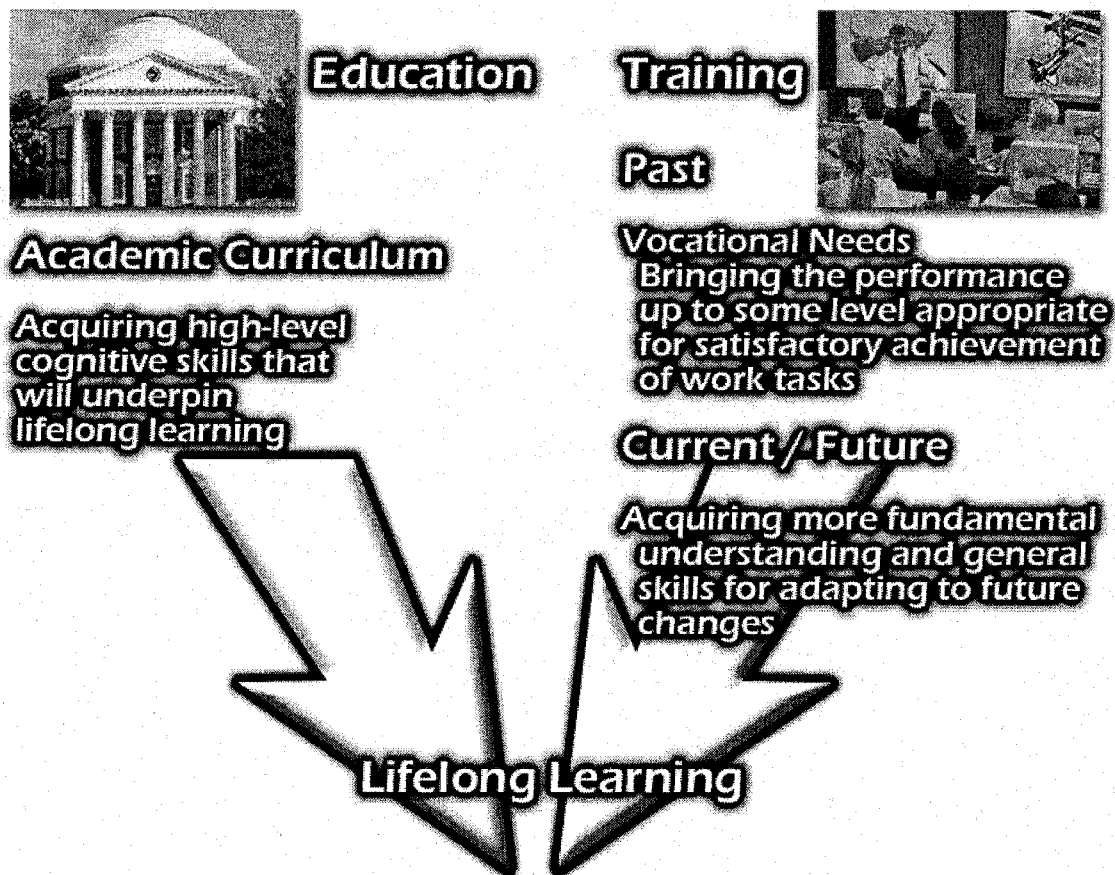 Education
Academic Curriculum
Acquiring high-level
cognitive skills that
will underpin
lifelong learning
Training
Past
Vocational Needs
Bringing the performance
up to some level appropriate
for satisfactory achievement
of work tasks
Current / Future
Acquiring more fundamental
understanding and general
skills for adapting to future
changes
Lifelong Learning